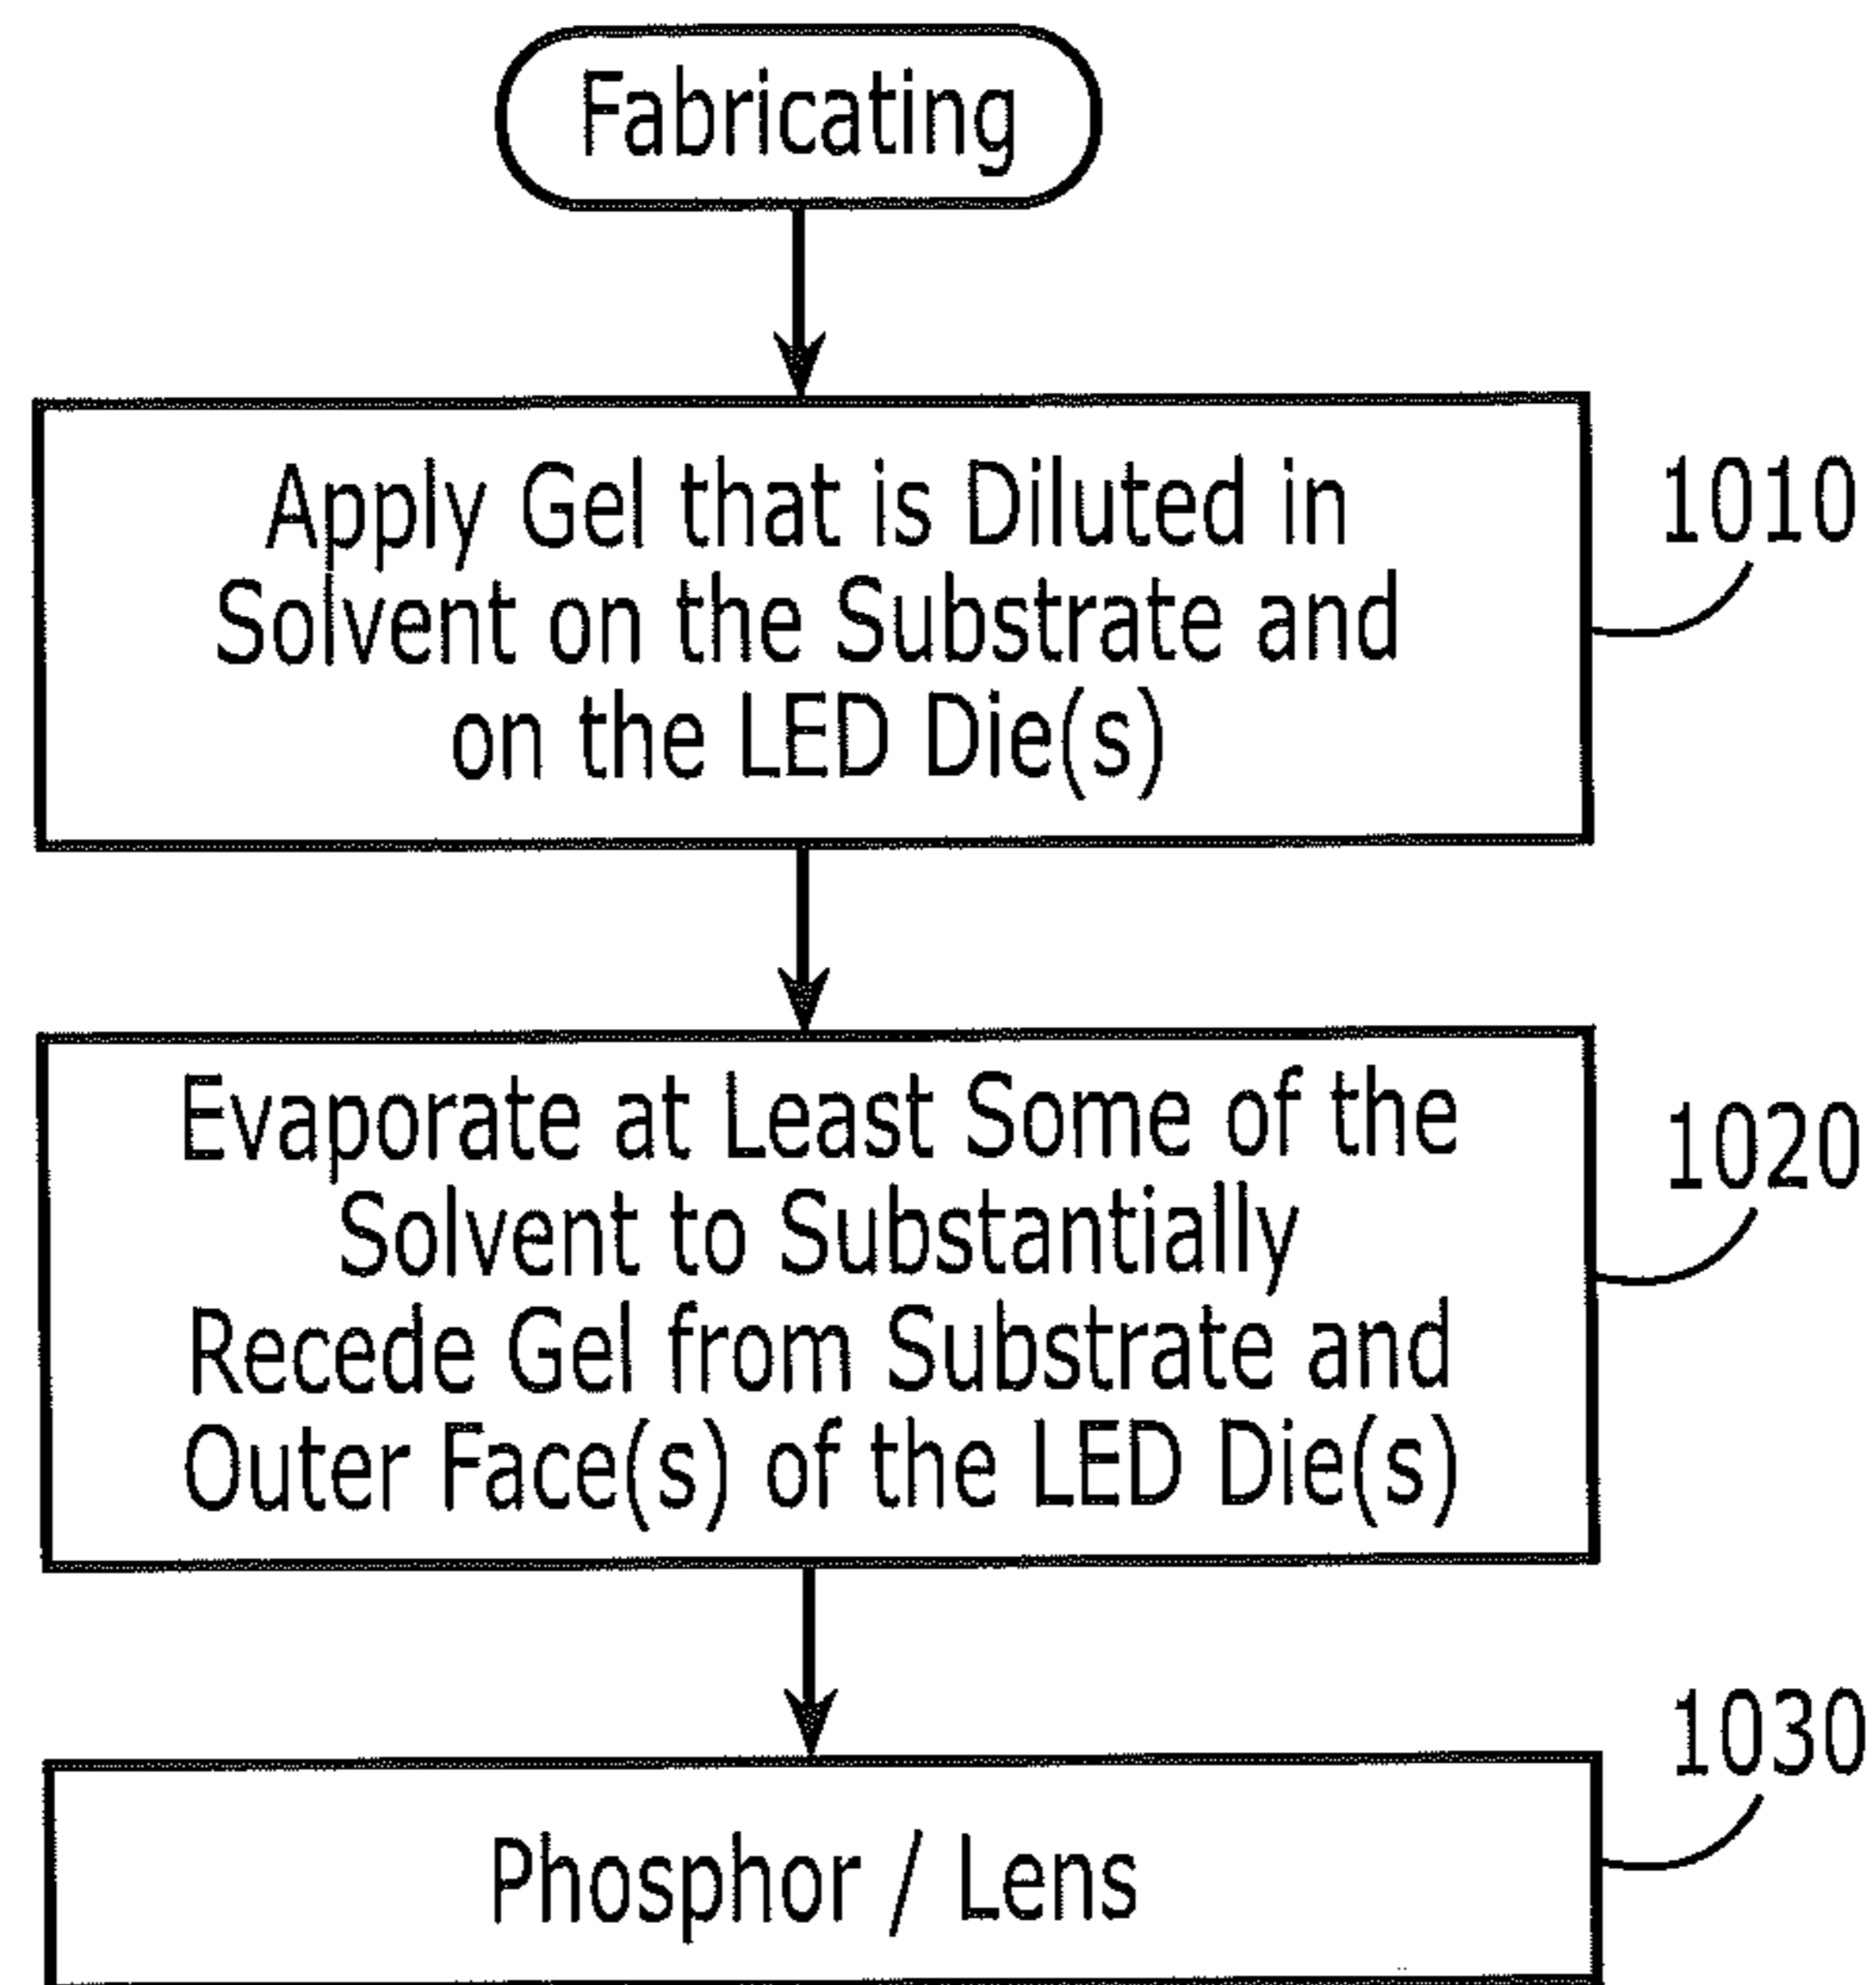 Fabricating
Apply Gel that is Diluted in
Solvent on the Substrate and
on the LED Die(s)
1010
Evaporate at Least Some of the
Solvent to Substantially
Recede Gel from Substrate and
Outer Face(s) of the LED Die(s)
1020
Phosphor / Lens
1030